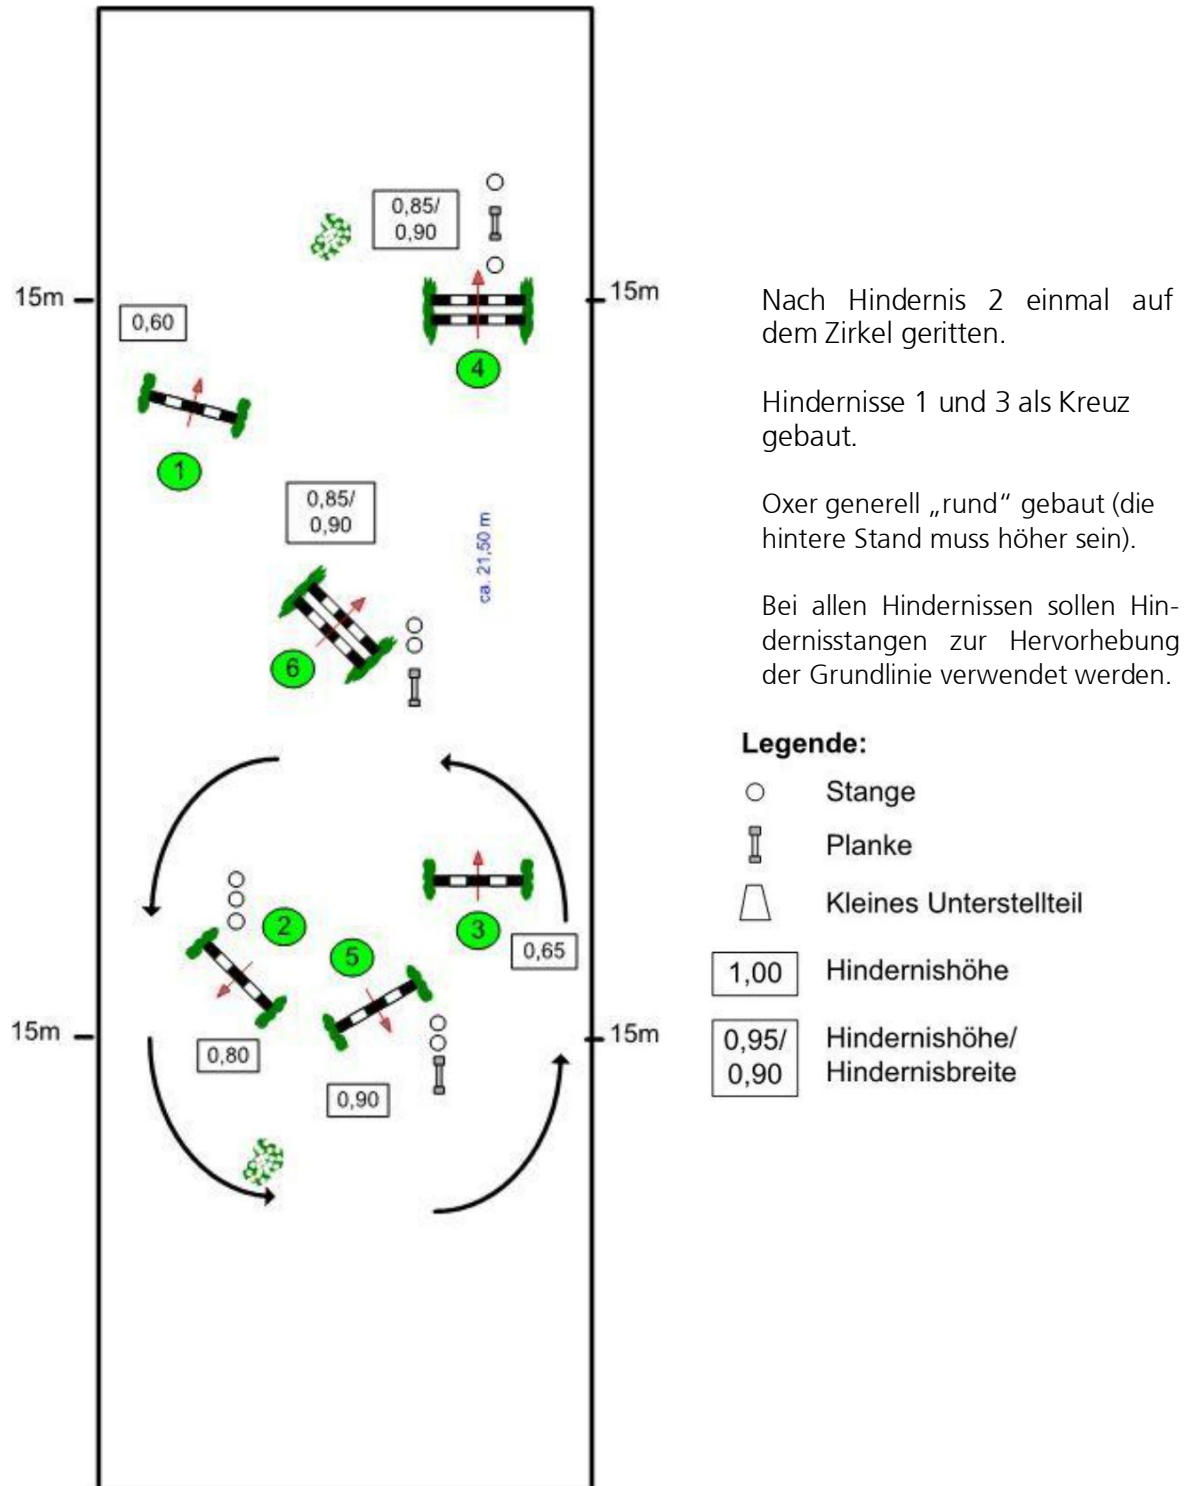 0,85/
0,90
15m
15m
0,60
4
1
0,85/
0,90
ca. 21,50 m
6
2
3
5
0,65
15m
15m
0,80
0,90
Nach Hindernis 2 einmal auf
dem Zirkel geritten.
Hindernisse 1 und 3 als Kreuz
gebaut.
Oxer generell „rund“ gebaut (die
hintere Stand muss höher sein).
Bei allen Hindernissen sollen Hin-
dernisstangen zur Hervorhebung
der Grundlinie verwendet werden.
Legende:
Stange
Planke
Kleines Unterstellteil
1,00 Hindernishöhe
0,95/ Hindernishöhe/
0,90 Hindernisbreite